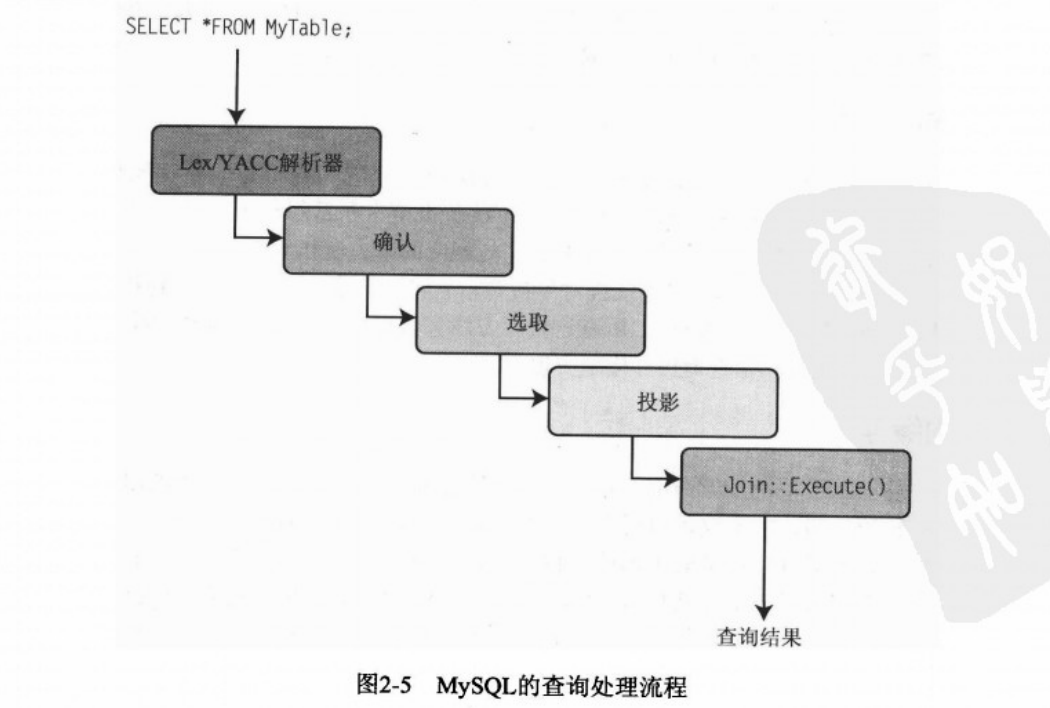 SELECT *FROM MyTable;
Lex/YACC解析器
确认
选取
投影
Join::Execute()
查询结果
图2-5 MySQL的查询处理流程